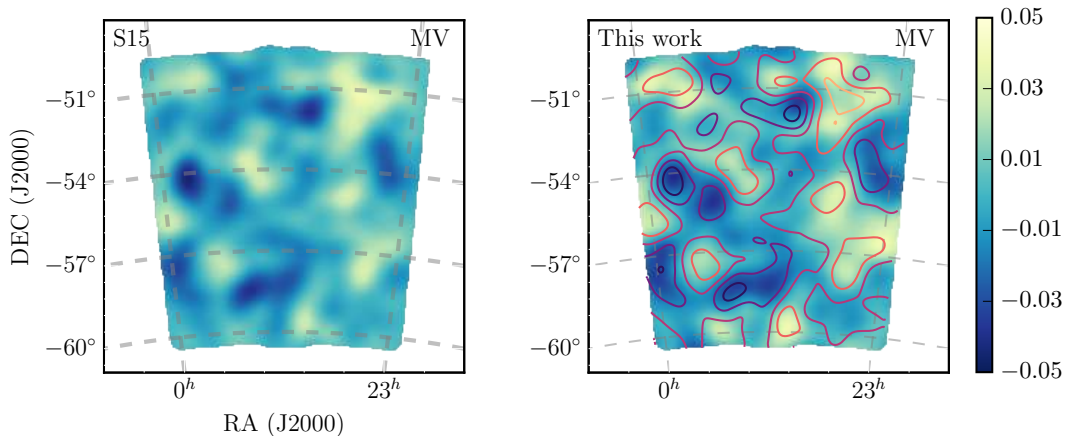 S15 MV
This work MV
−51°
−54°
−57°
−60°
−51°
−54°
−57°
−60°
0ʰ 23ʰ
0ʰ 23ʰ
DEC (J2000)
RA (J2000)
0.05
0.03
0.01
−0.01
−0.03
−0.05